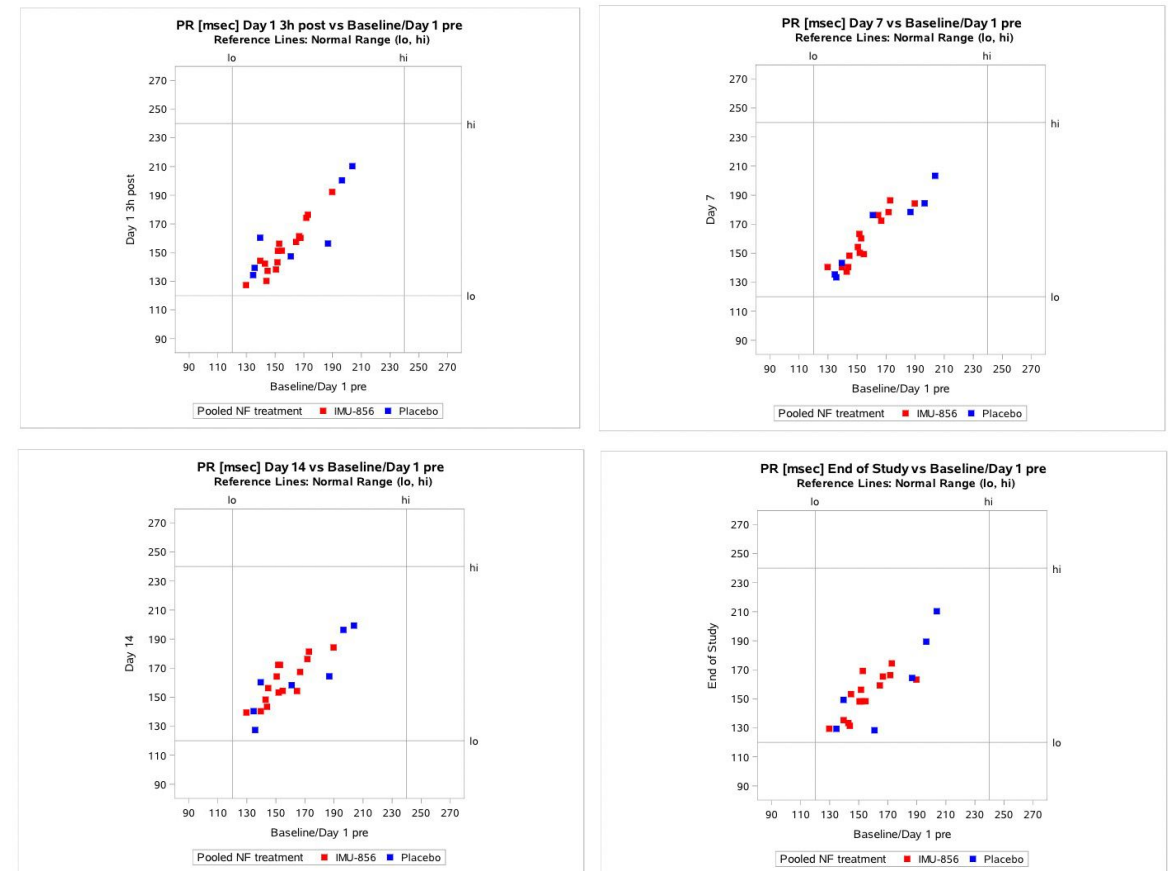 PR [msec] Day 1 3h post vs Baseline/Day 1 pre
Reference Lines: Normal Range (lo, hi)
lo hi
270
250
hi
230
210
190
170
150
130
lo
110
90
Day 1 3h post
90 110 130 150 170 190 210 230 250 270
Baseline/Day 1 pre
Pooled NF treatment IMU-856 Placebo
PR [msec] Day 7 vs Baseline/Day 1 pre
Reference Lines: Normal Range (lo, hi)
lo hi
270
250
hi
230
210
190
170
150
130
lo
110
90
Day 7
90 110 130 150 170 190 210 230 250 270
Baseline/Day 1 pre
Pooled NF treatment IMU-856 Placebo
PR [msec] Day 14 vs Baseline/Day 1 pre
Reference Lines: Normal Range (lo, hi)
lo hi
270
250
hi
230
210
190
170
150
130
lo
110
90
Day 14
90 110 130 150 170 190 210 230 250 270
Baseline/Day 1 pre
Pooled NF treatment IMU-856 Placebo
PR [msec] End of Study vs Baseline/Day 1 pre
Reference Lines: Normal Range (lo, hi)
lo hi
270
250
hi
230
210
190
170
150
130
lo
110
90
End of Study
90 110 130 150 170 190 210 230 250 270
Baseline/Day 1 pre
Pooled NF treatment IMU-856 Placebo